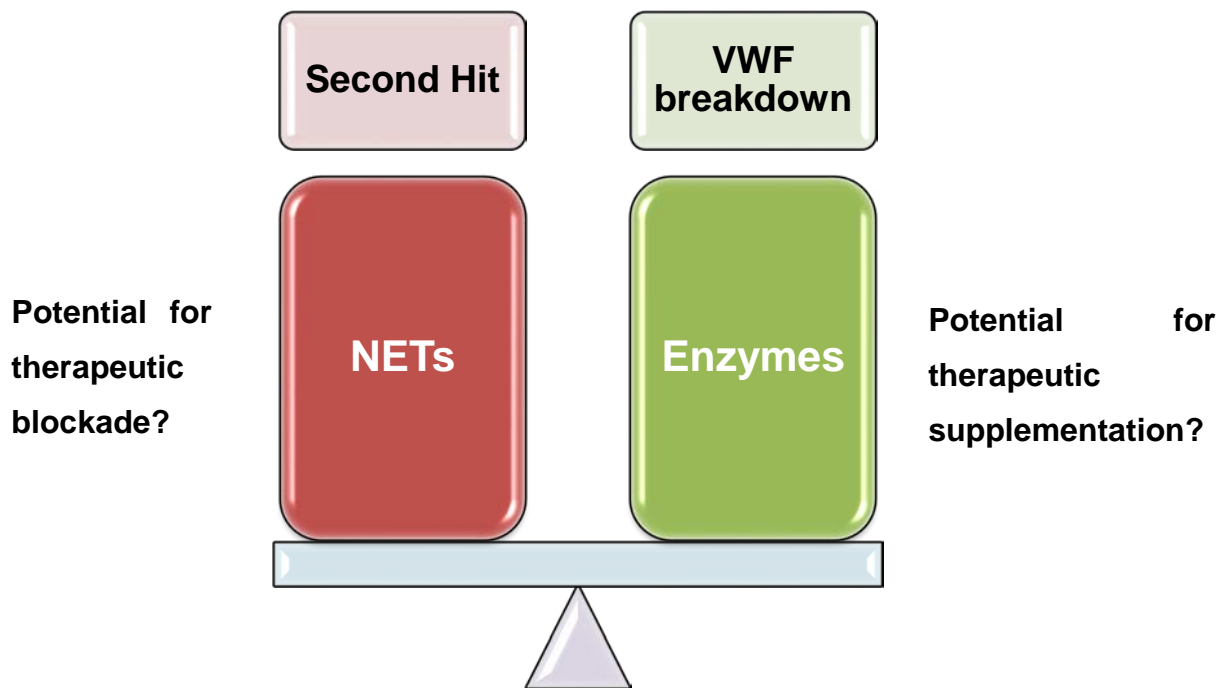 Second Hit
VWF
breakdown
Potential for
therapeutic
blockade?
NETs
Enzymes
Potential for
therapeutic
supplementation?